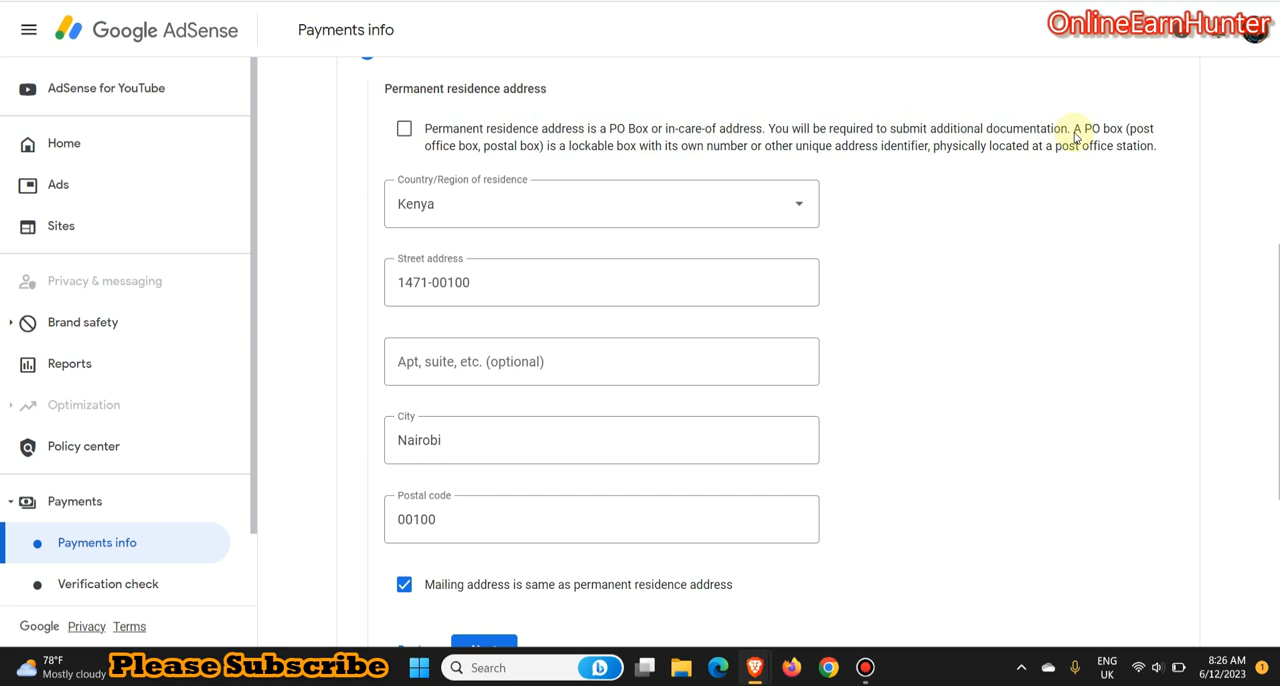 Google AdSense
Payments info
OnlineEarnHunter
AdSense for YouTube
Home
Ads
Sites
Privacy & messaging
Brand safety
Reports
Optimization
Policy center
Payments
Payments info
Verification check
Google Privacy Terms
Permanent residence address
Permanent residence address is a PO Box or in-care-of address. You will be required to submit additional documentation. A PO box (post
office box, postal box) is a lockable box with its own number or other unique address identifier, physically located at a post office station.
Country/Region of residence
Kenya
Street address
1471-00100
Apt, suite, etc. (optional)
City
Nairobi
Postal code
00100
Mailing address is same as permanent residence address
78°F
Mostly cloudy
Please Subscribe
Search
ENG
UK
8:26 AM
6/12/2023
1